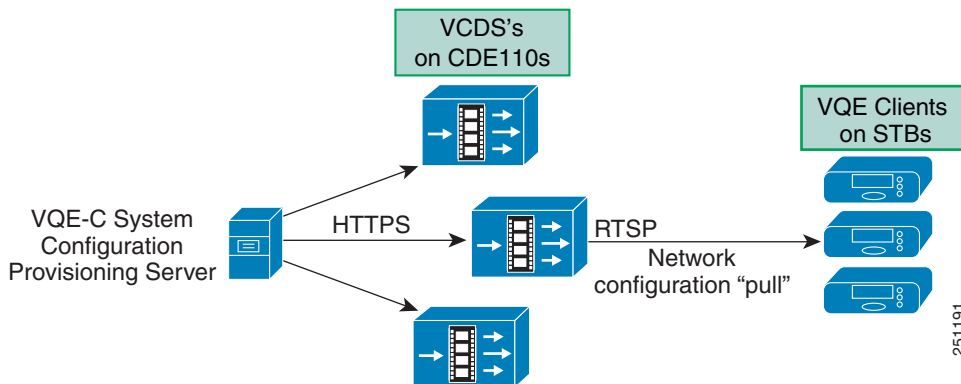 VCDS's
on CDE110s
VQE Clients
on STBs
VQE-C System
Configuration
Provisioning Server
HTTPS
RTSP
Network
configuration “pull”
251191